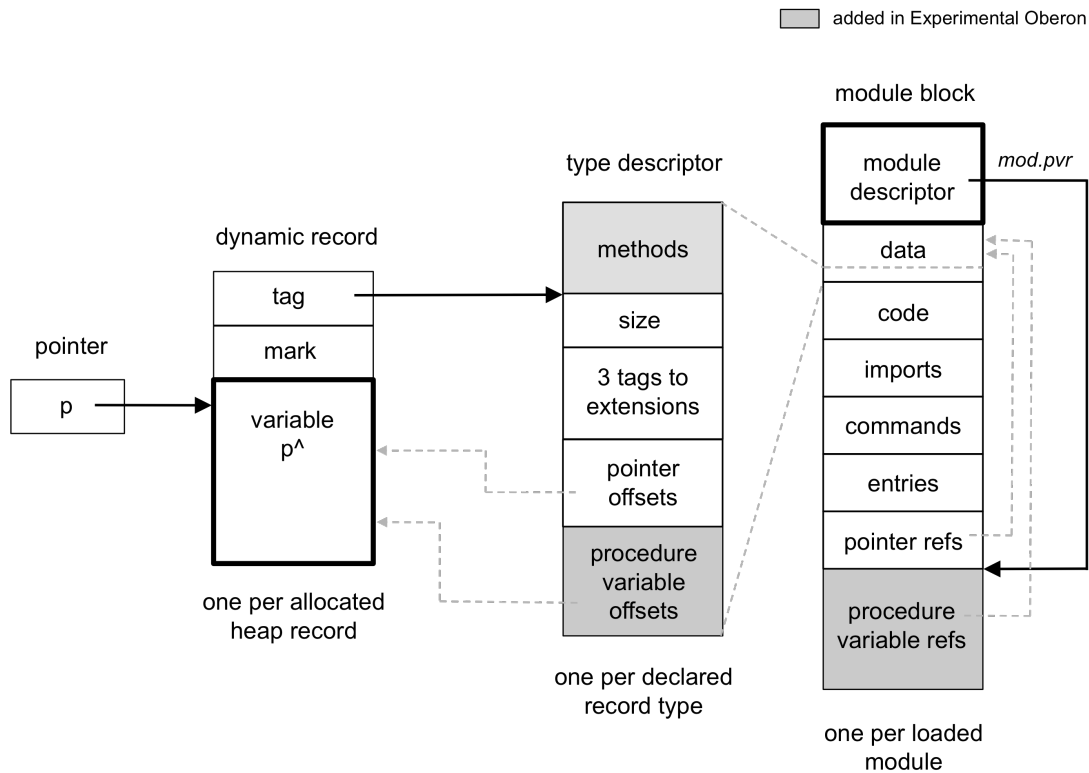 added in Experimental Oberon
module block
module
descriptor
mod.pvr
type descriptor
methods
data
dynamic record
tag
size
code
pointer
mark
3 tags to
extensions
imports
p
variable
p^
commands
pointer
offsets
entries
pointer refs
procedure
variable
offsets
procedure
variable refs
one per allocated
heap record
one per declared
record type
one per loaded
module